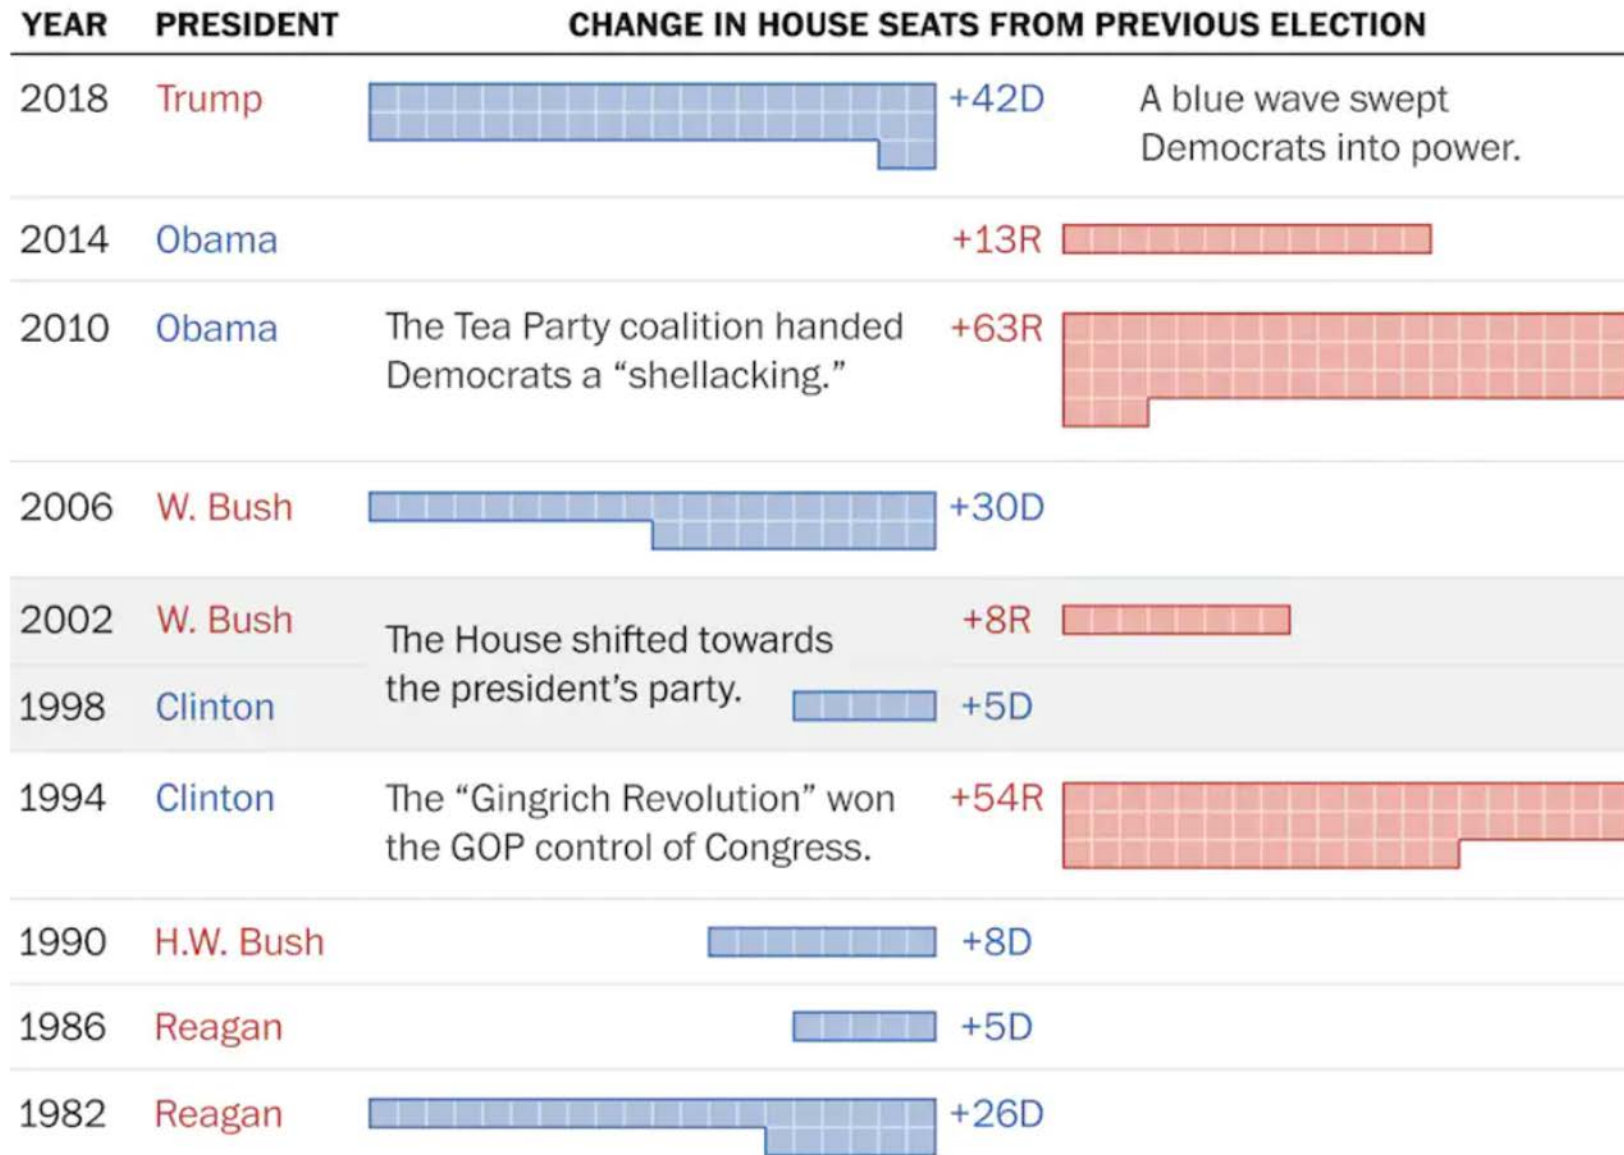 YEAR PRESIDENT CHANGE IN HOUSE SEATS FROM PREVIOUS ELECTION
2018 Trump +42D A blue wave swept
Democrats into power.
2014 Obama +13R
2010 Obama The Tea Party coalition handed +63R
Democrats a “shellacking.”
2006 W. Bush +30D
2002 W. Bush +8R
The House shifted towards
the president’s party.
1998 Clinton +5D
1994 Clinton The “Gingrich Revolution” won +54R
the GOP control of Congress.
1990 H.W. Bush +8D
1986 Reagan +5D
1982 Reagan +26D